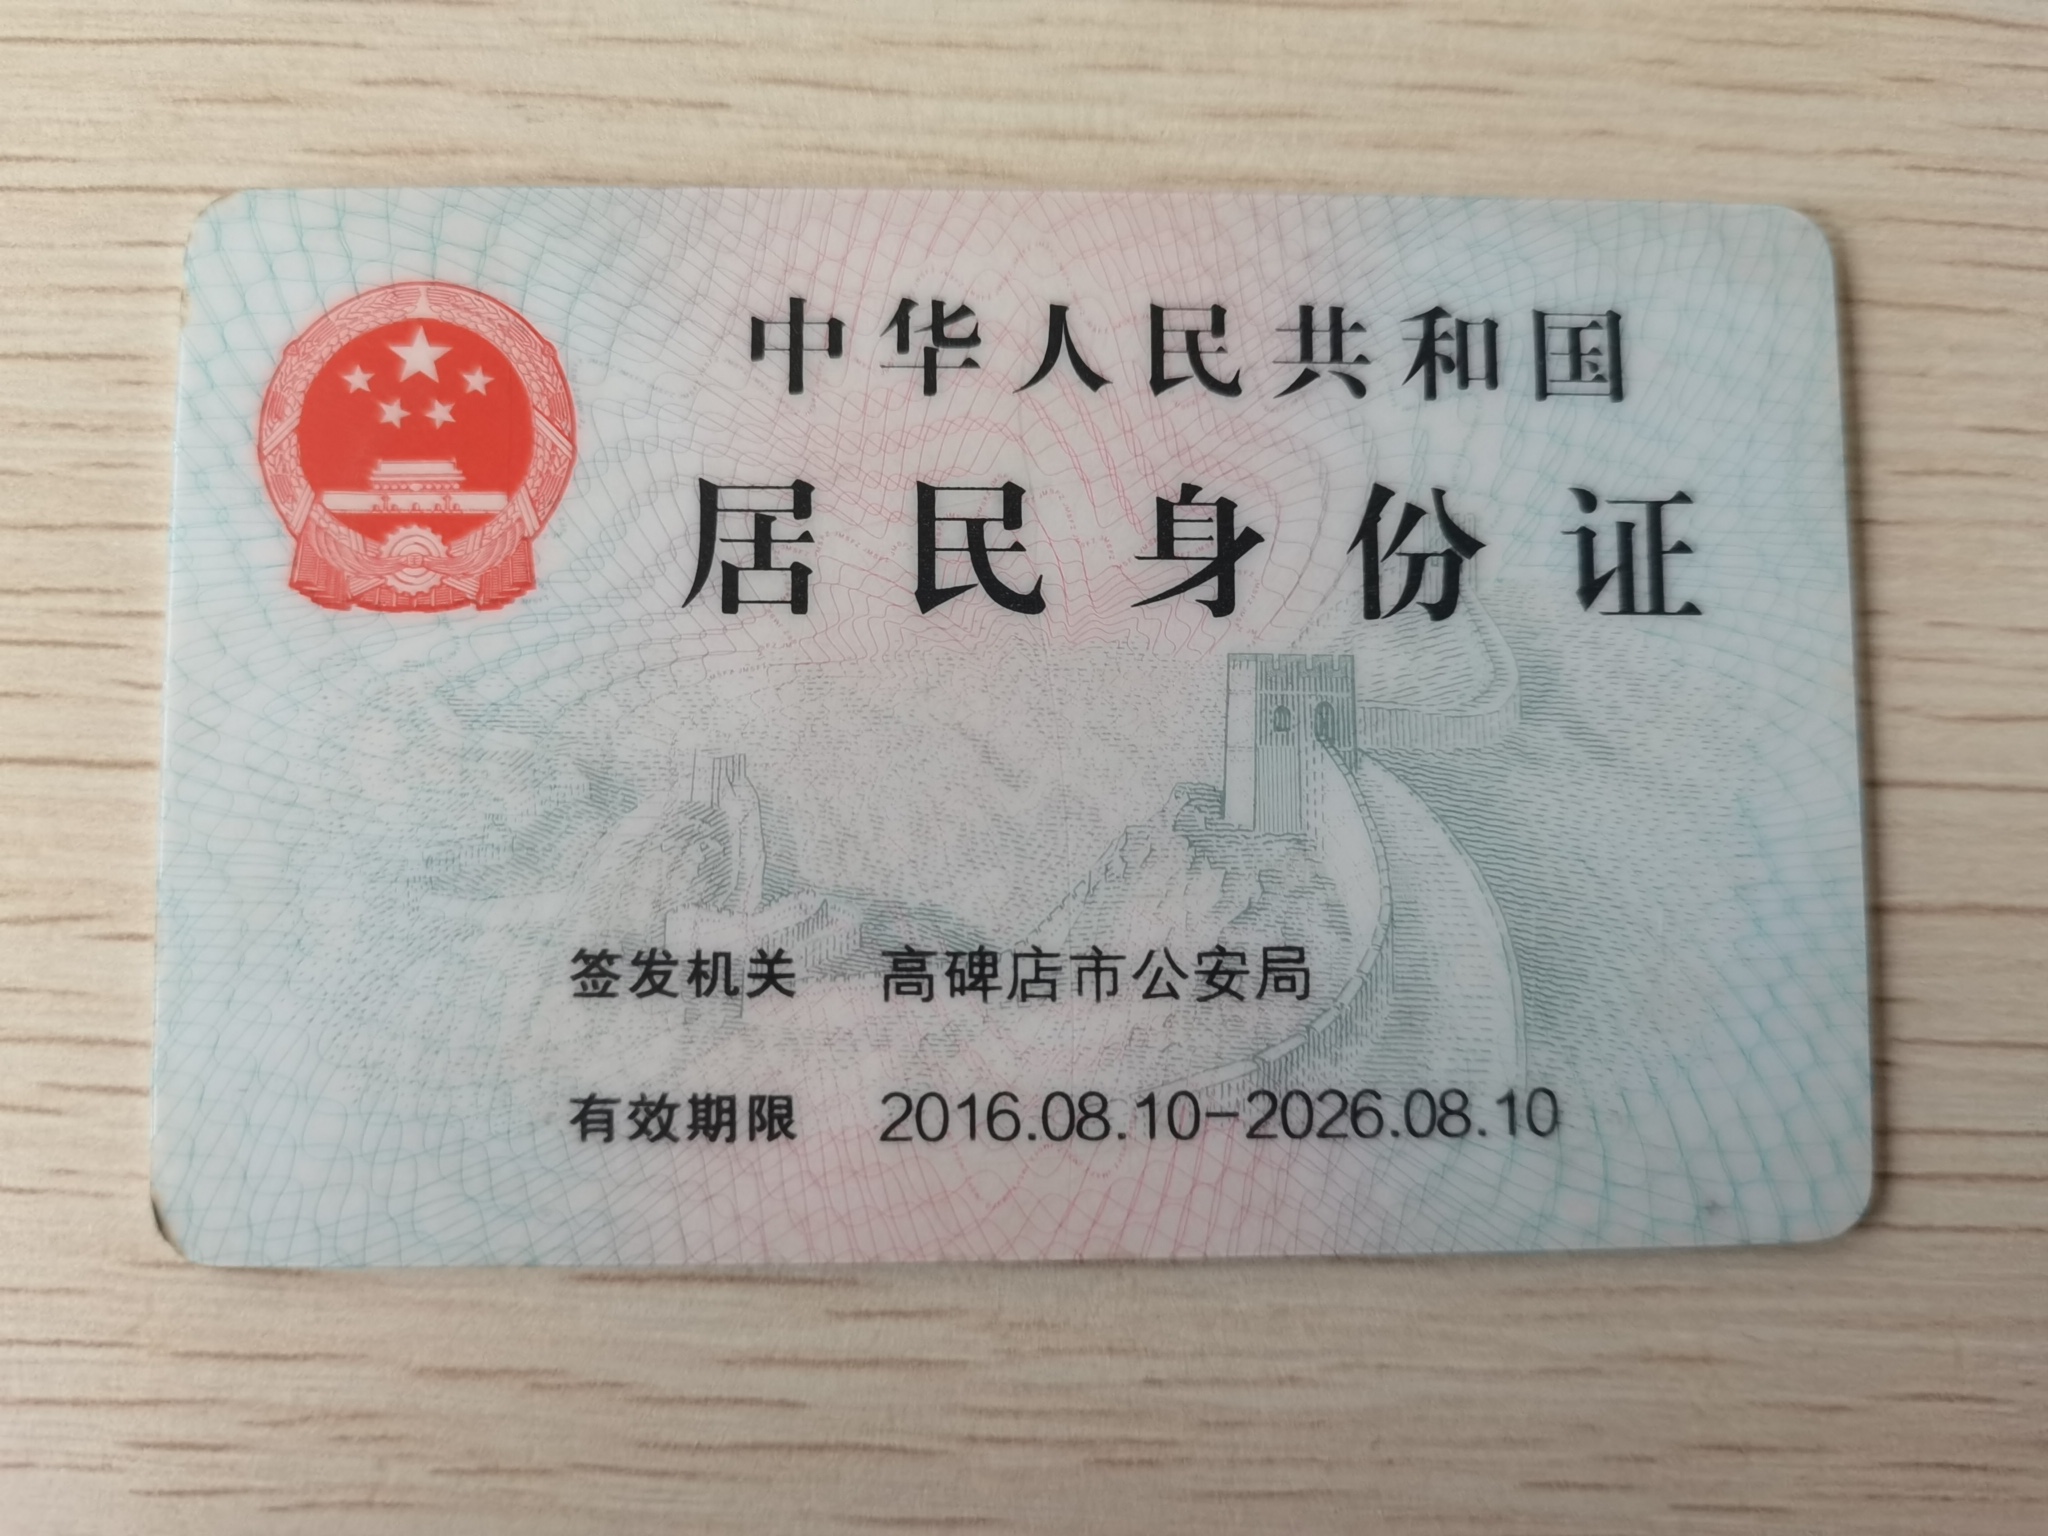 中华人民共和国
居民身份证
签发机关 高碑店市公安局
有效期限 2016.08.10-2026.08.10